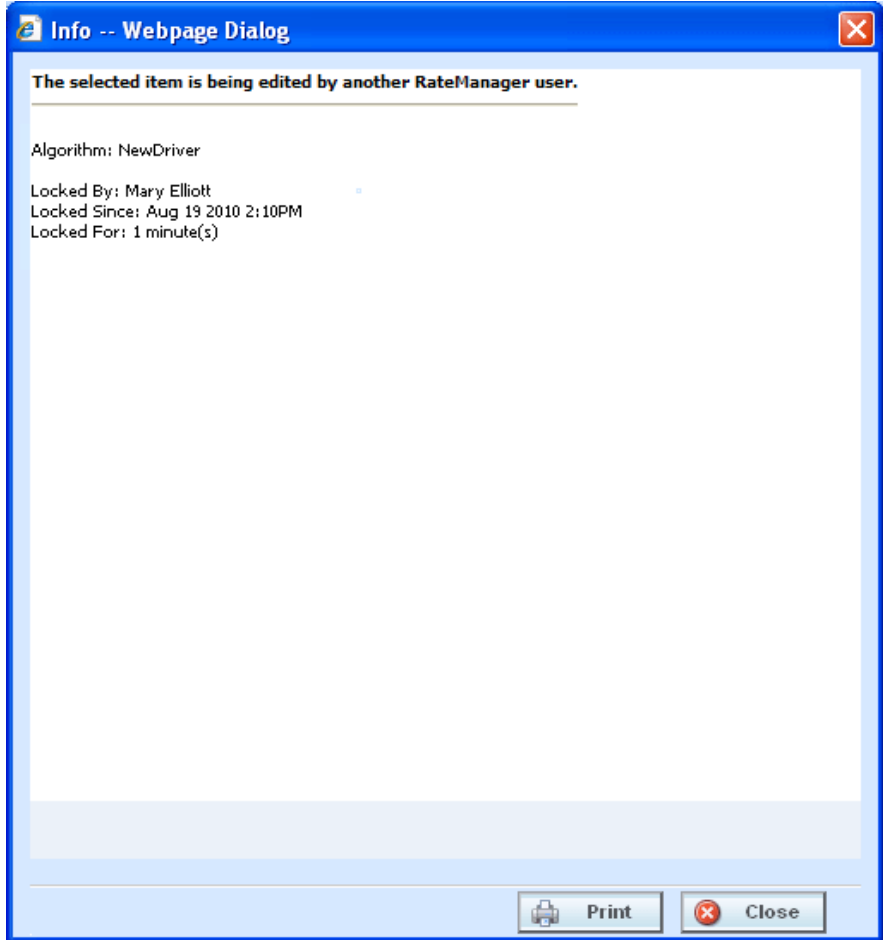 Info -- Webpage Dialog
The selected item is being edited by another RateManager user.
Algorithm: NewDriver
Locked By: Mary Elliott
Locked Since: Aug 19 2010 2:10PM
Locked For: 1 minute(s)
Print
Close